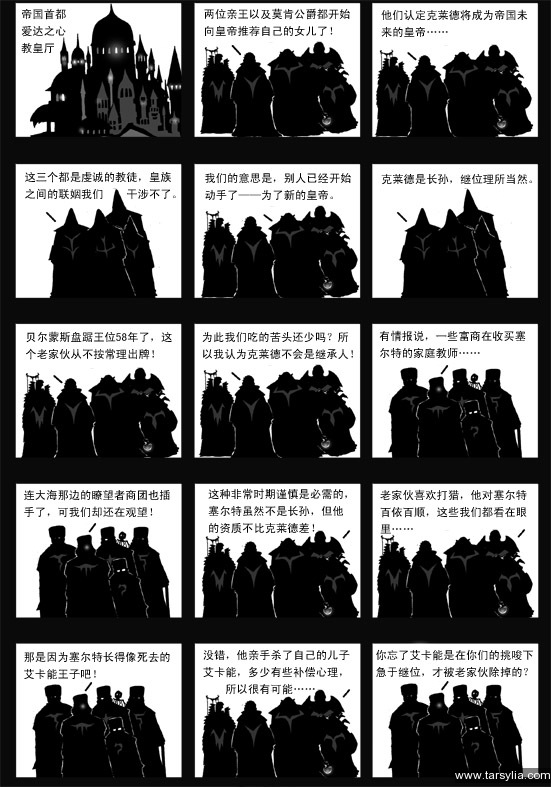 帝国首都
爱达之心
教皇厅
两位亲王以及莫肯公爵都开始
向皇帝推荐自己的女儿了！
他们认定克莱德将成为帝国未
来的皇帝……
这三个都是虔诚的教徒，皇族
之间的联姻我们 干涉不了。
我们的意思是，别人已经开始
动手了——为了新的皇帝。
克莱德是长孙，继位理所当然。
贝尔蒙斯盘踞王位58年了，这
个老家伙从不按常理出牌！
为此我们吃的苦头还少吗？所
以我认为克莱德不会是继承人！
有情报说，一些富商在收买塞
尔特的家庭教师……
连大海那边的瞭望者商团也插
手了，可我们却还在观望！
这种非常时期谨慎是必需的，
塞尔特虽然不是长孙，但他
的资质不比克莱德差！
老家伙喜欢打猎，他对塞尔特
百依百顺，这些我们都看在眼
里……
那是因为塞尔特长得像死去的
艾卡能王子吧！
没错，他亲手杀了自己的儿子
艾卡能，多少有些补偿心理，
所以很有可能……
你忘了艾卡能是在你们的挑唆下
急于继位，才被老家伙除掉的？
www.tarsylia.com